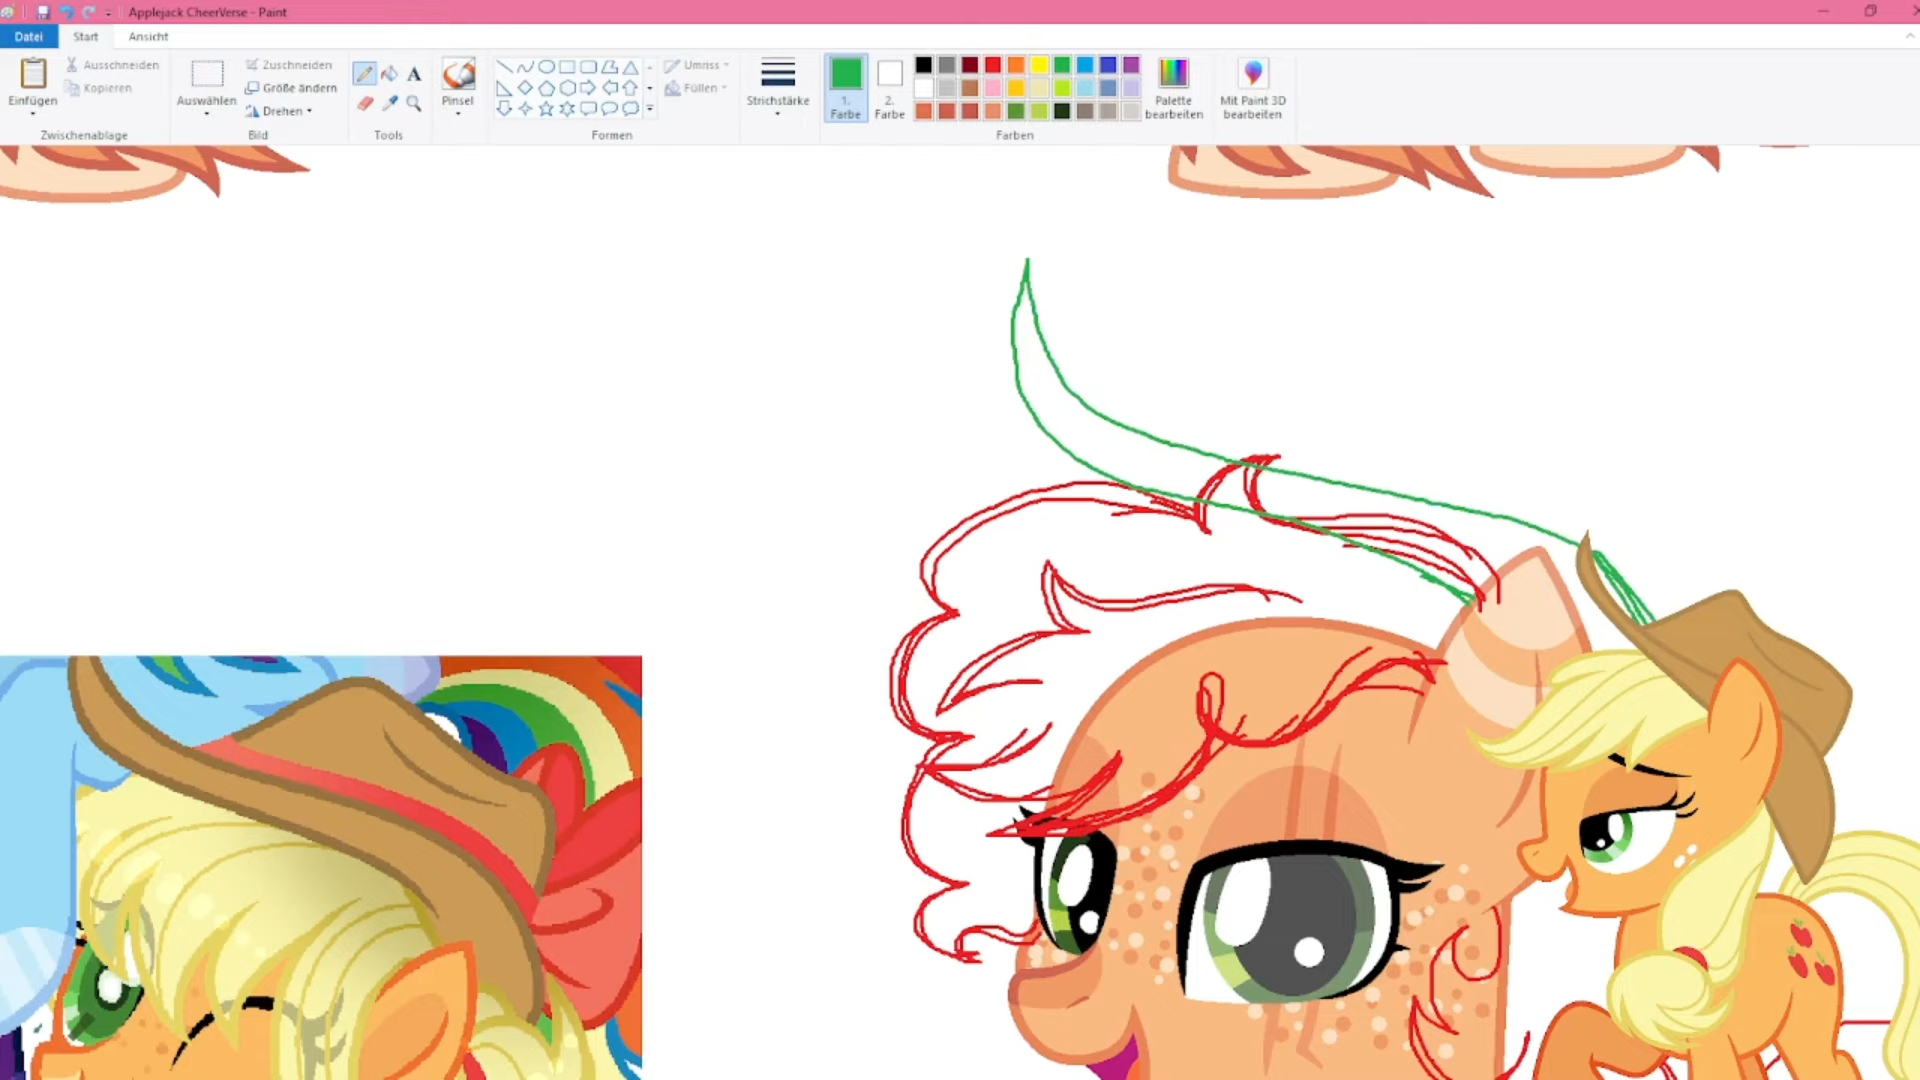 Applejack CheerVerse - Paint
Datei Start Ansicht
Einfügen
Ausschneiden
Kopieren
Zwischenablage
Auswählen
Zuschneiden
Größe ändern
Drehen
Bild
A
Tools
Pinsel
Formen
Umriss
Füllen
Strichstärke
1.
Farbe
2.
Farbe
Palette
bearbeiten
Farben
Mit Paint 3D
bearbeiten